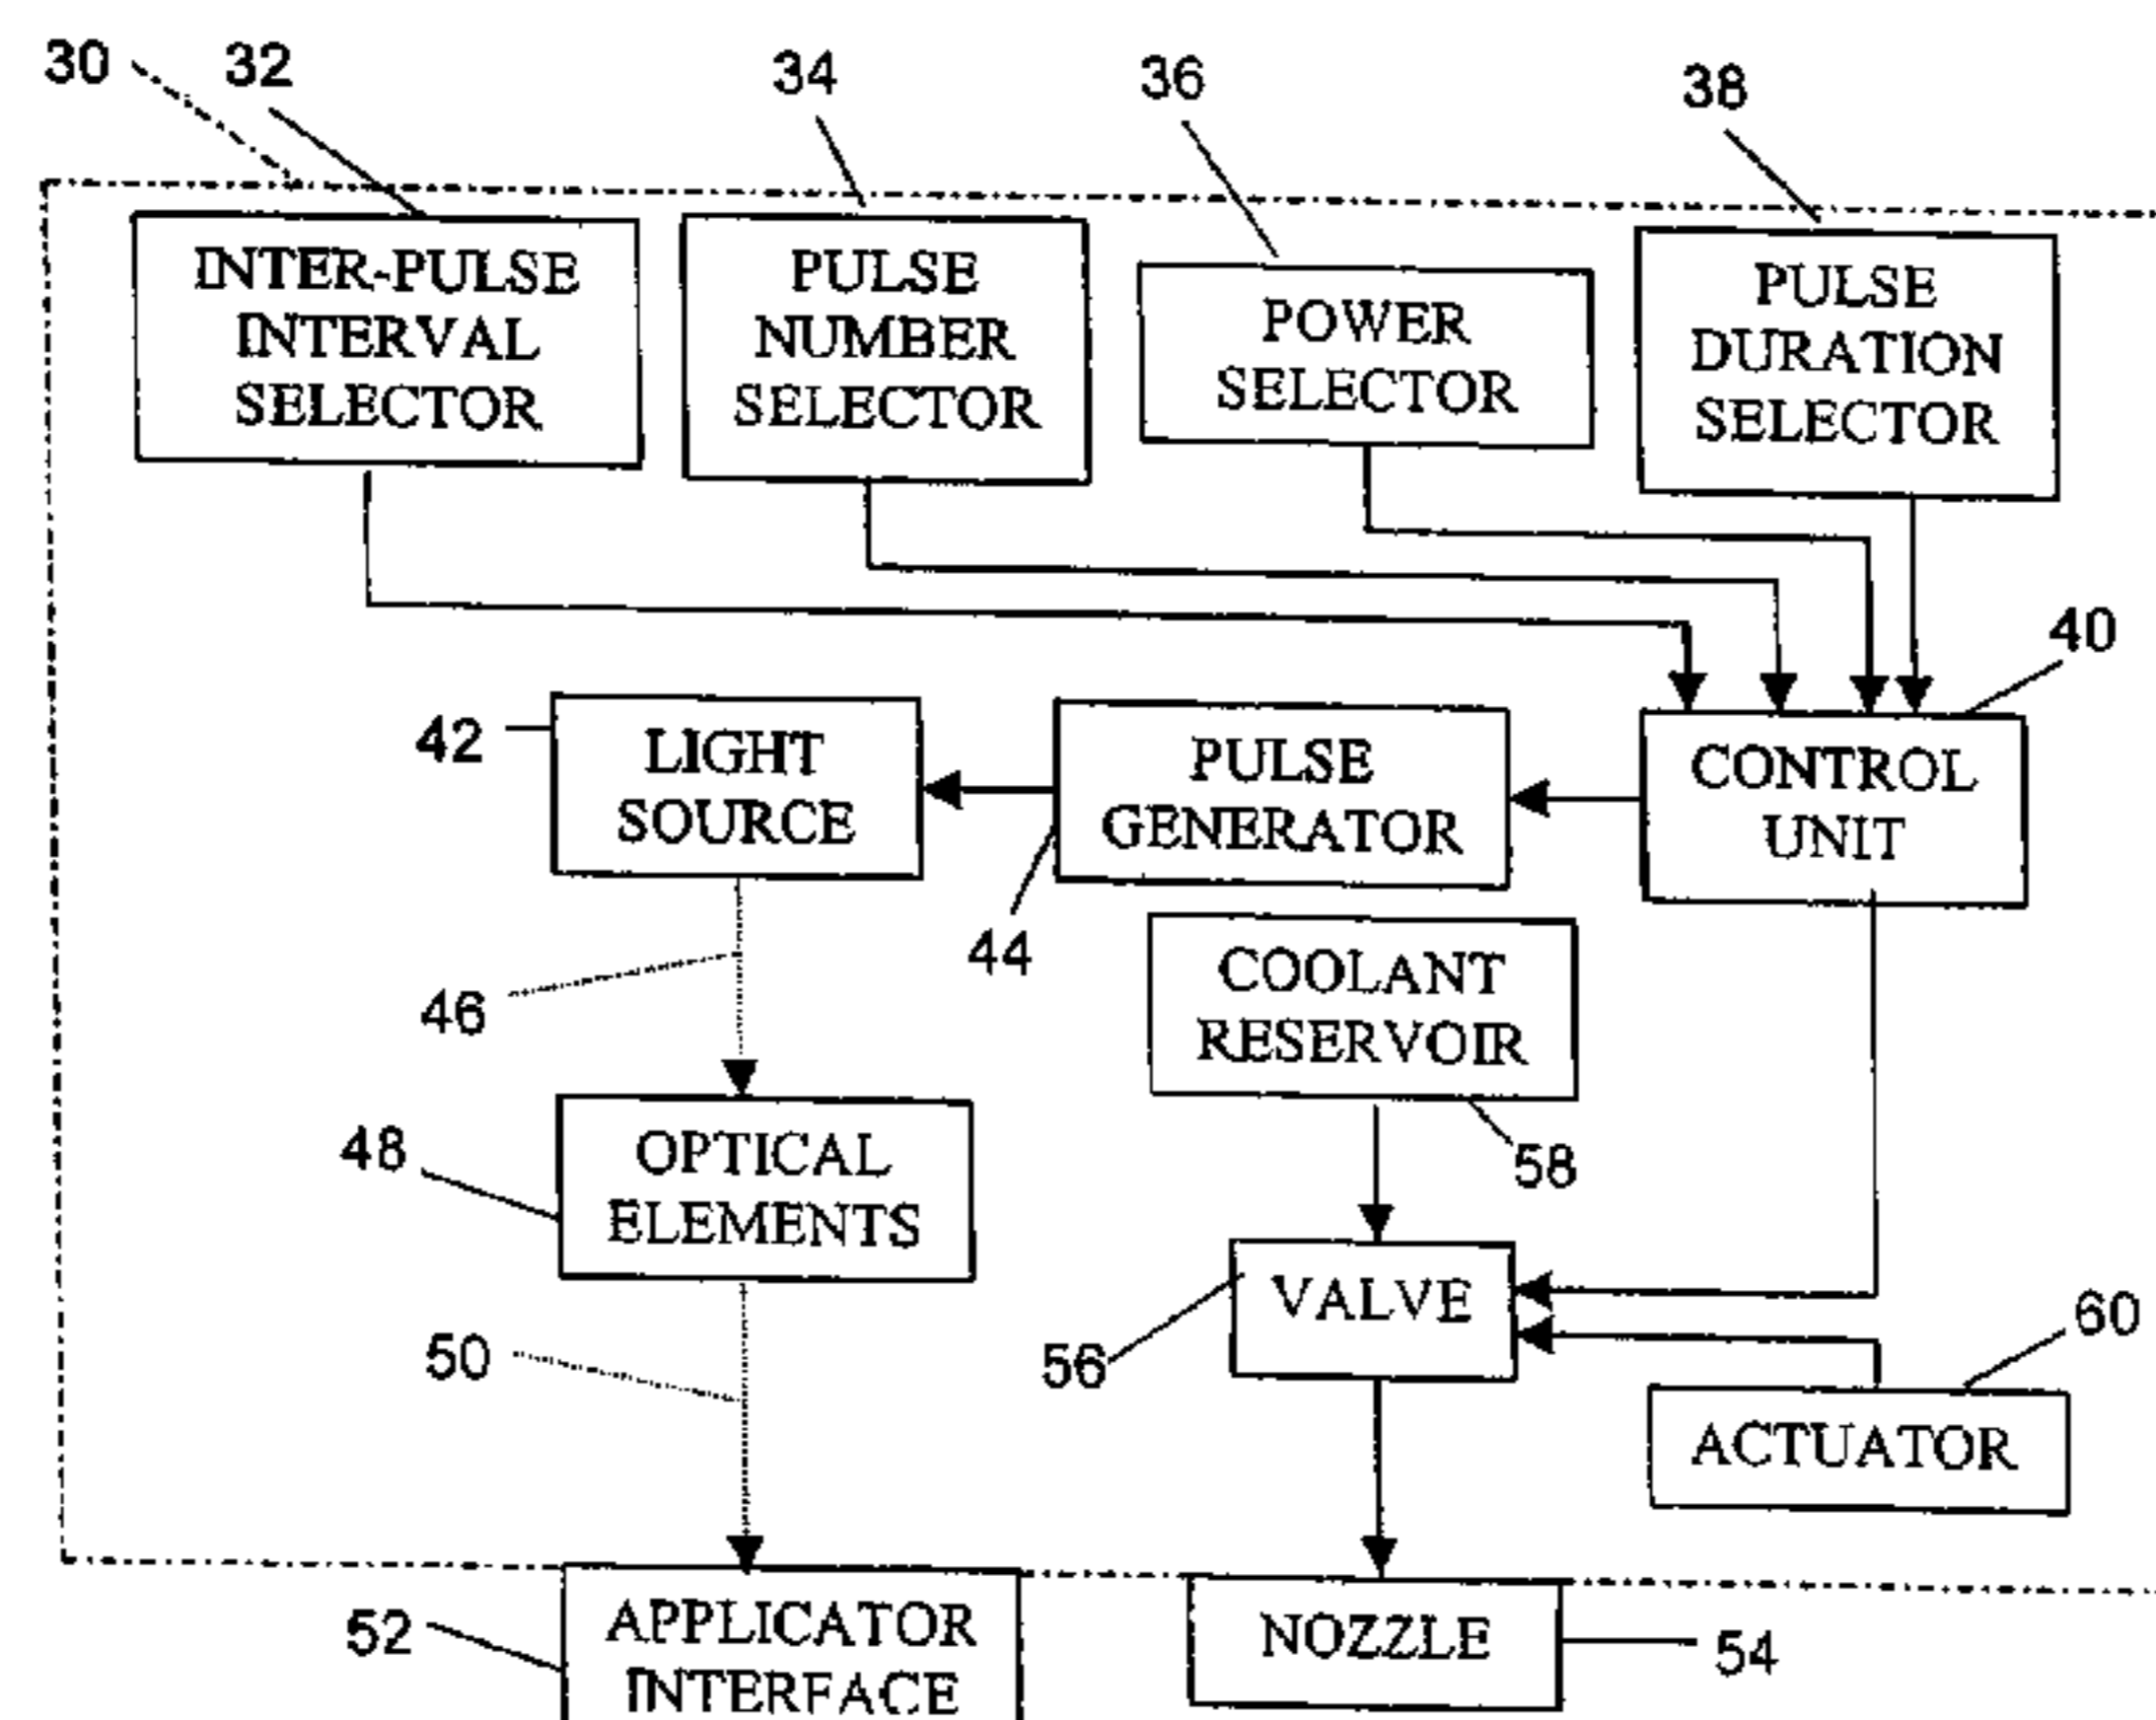 30
32
34
36
38
INTER-PULSE
INTERVAL
SELECTOR
PULSE
NUMBER
SELECTOR
POWER
SELECTOR
PULSE
DURATION
SELECTOR
40
42
LIGHT
SOURCE
PULSE
GENERATOR
CONTROL
UNIT
44
46
COOLANT
RESERVOIR
48
OPTICAL
ELEMENTS
58
50
56
VALVE
60
ACTUATOR
52
APPLICATOR
INTERFACE
NOZZLE
54